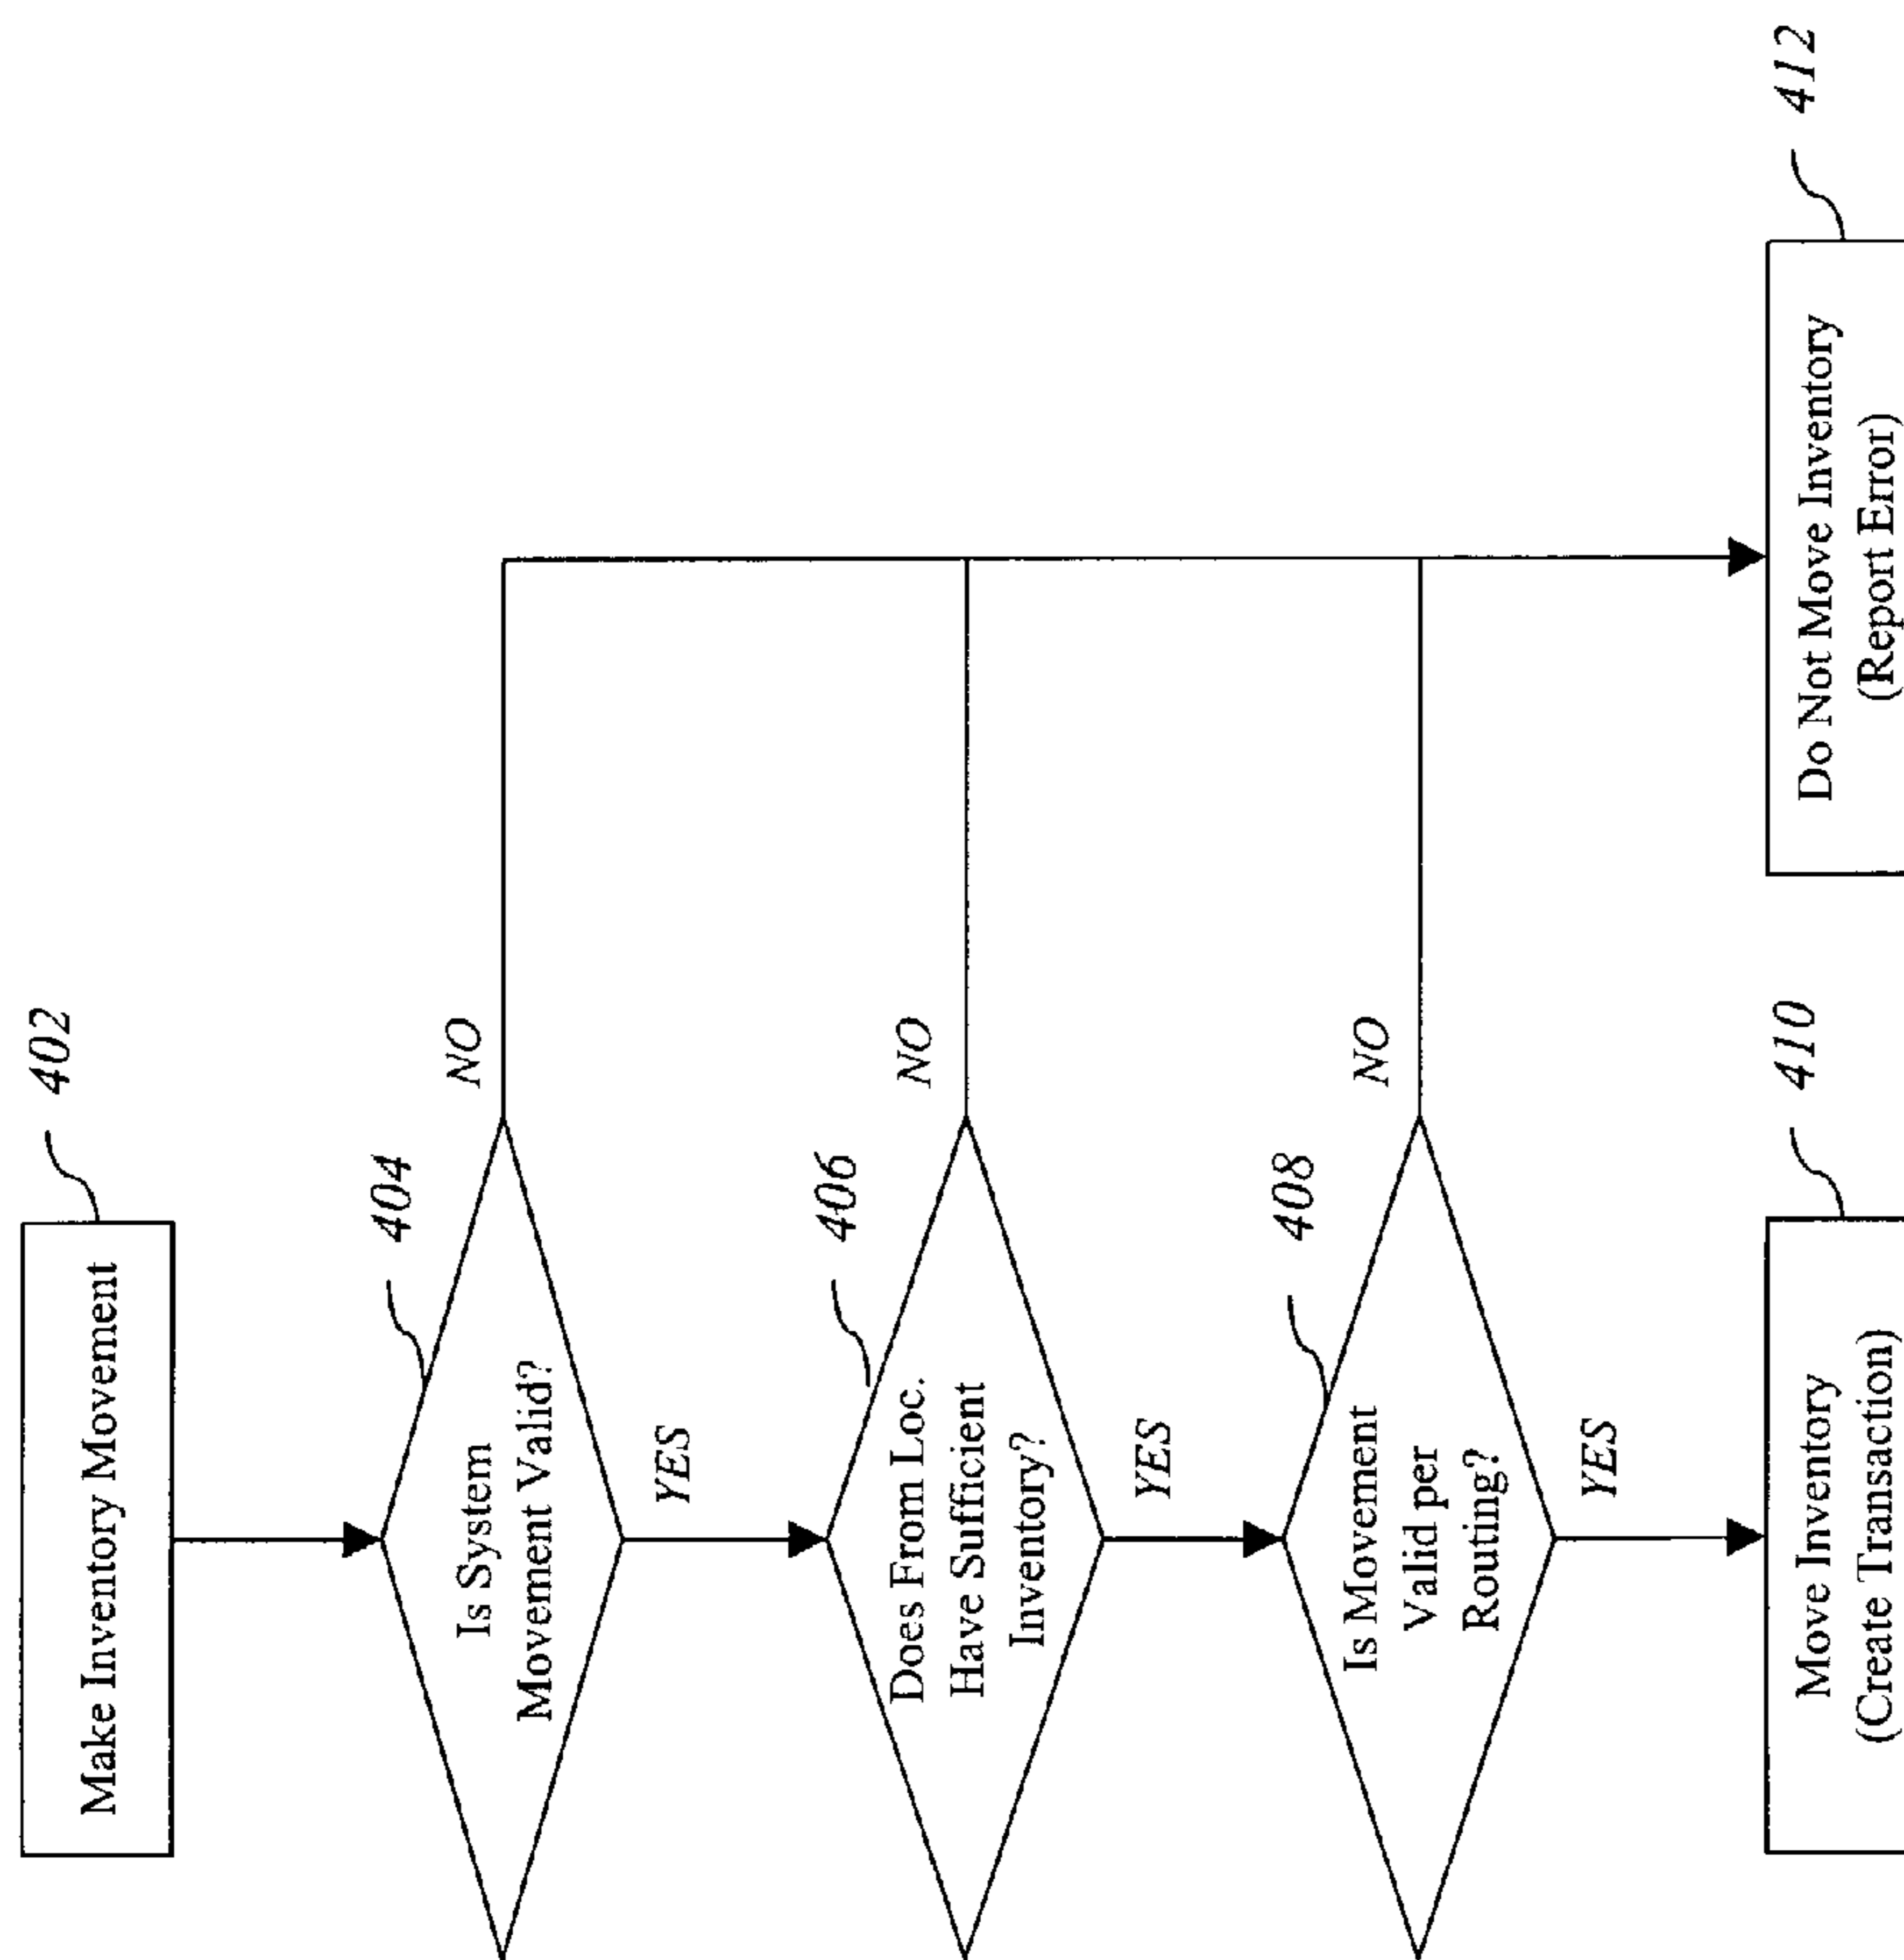 402
Make Inventory Movement
404
Is System
Movement Valid?
NO
YES
406
Does From Loc.
Have Sufficient
Inventory?
NO
YES
408
Is Movement
Valid per
Routing?
NO
YES
410
Move Inventory
(Create Transaction)
412
Do Not Move Inventory
(Report Error)